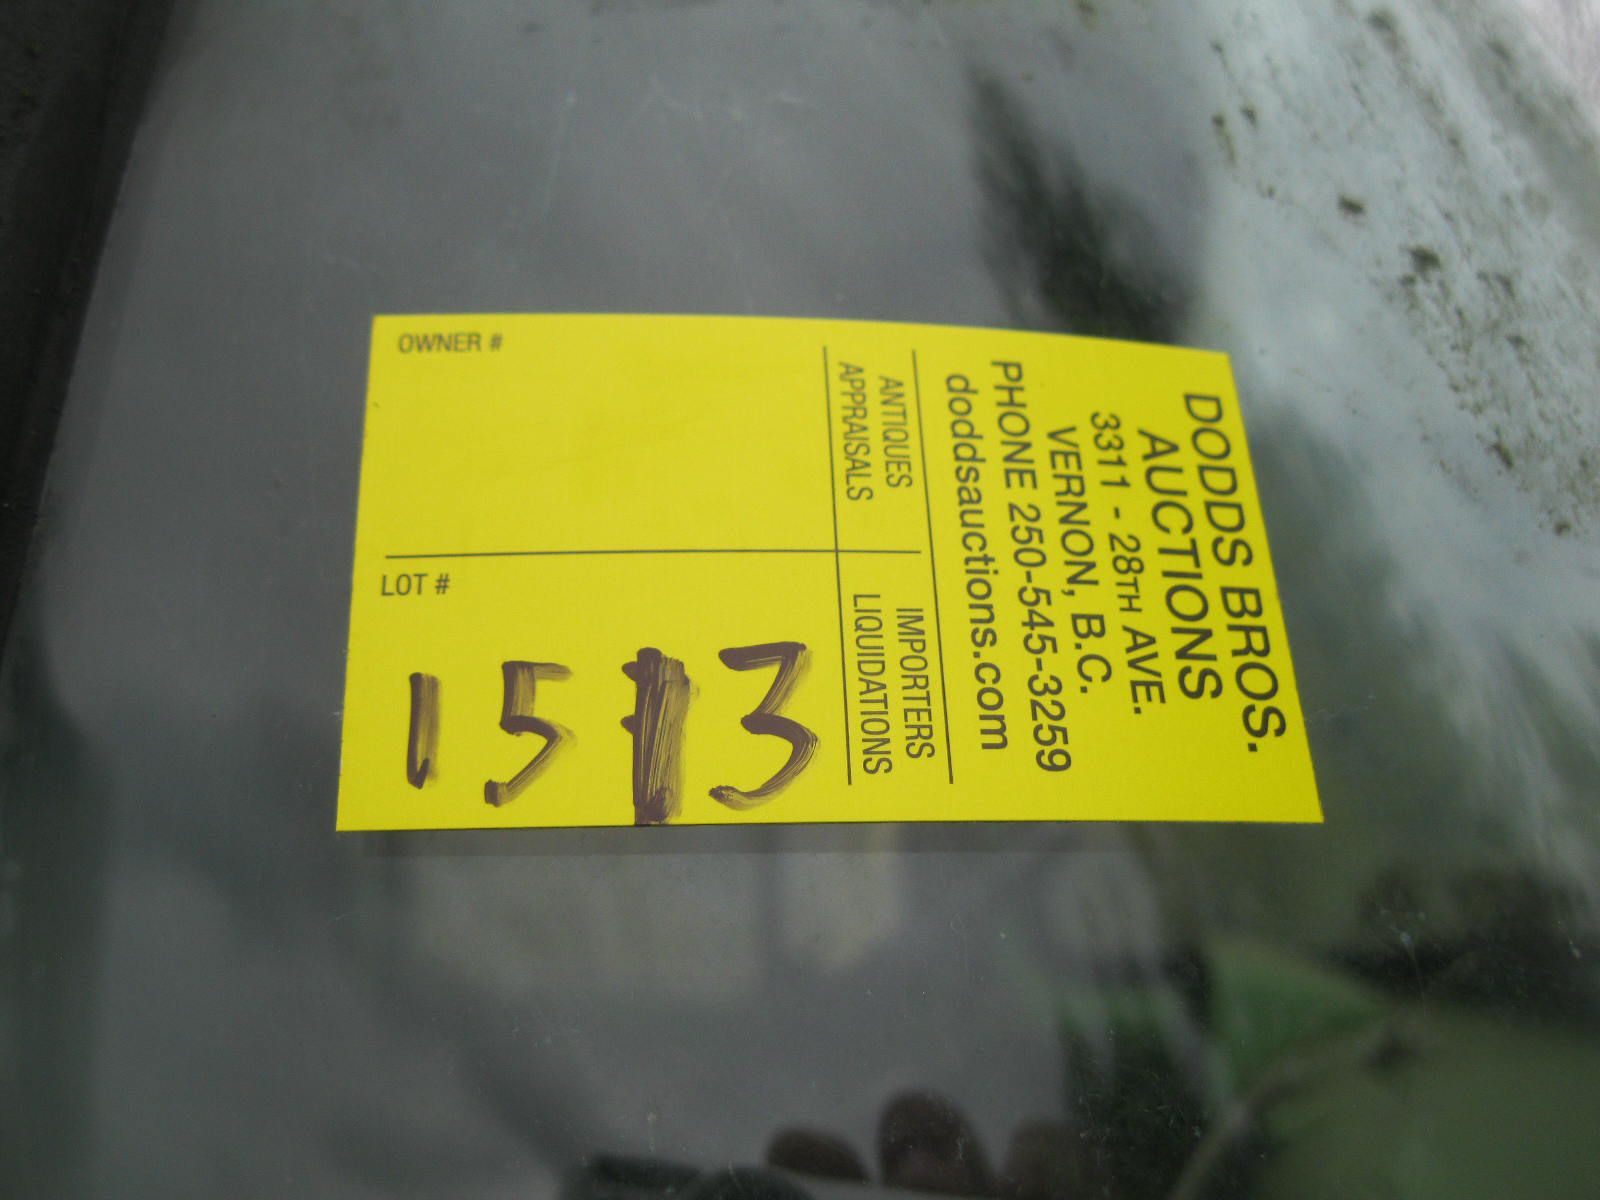 DODDS BROS.
AUCTIONS
3311 - 28TH AVE.
VERNON, B.C.
PHONE 250-545-3259
doddsauctions.com
ANTIQUES
APPRAISALS
IMPORTERS
LIQUIDATIONS
OWNER #
LOT #
1513